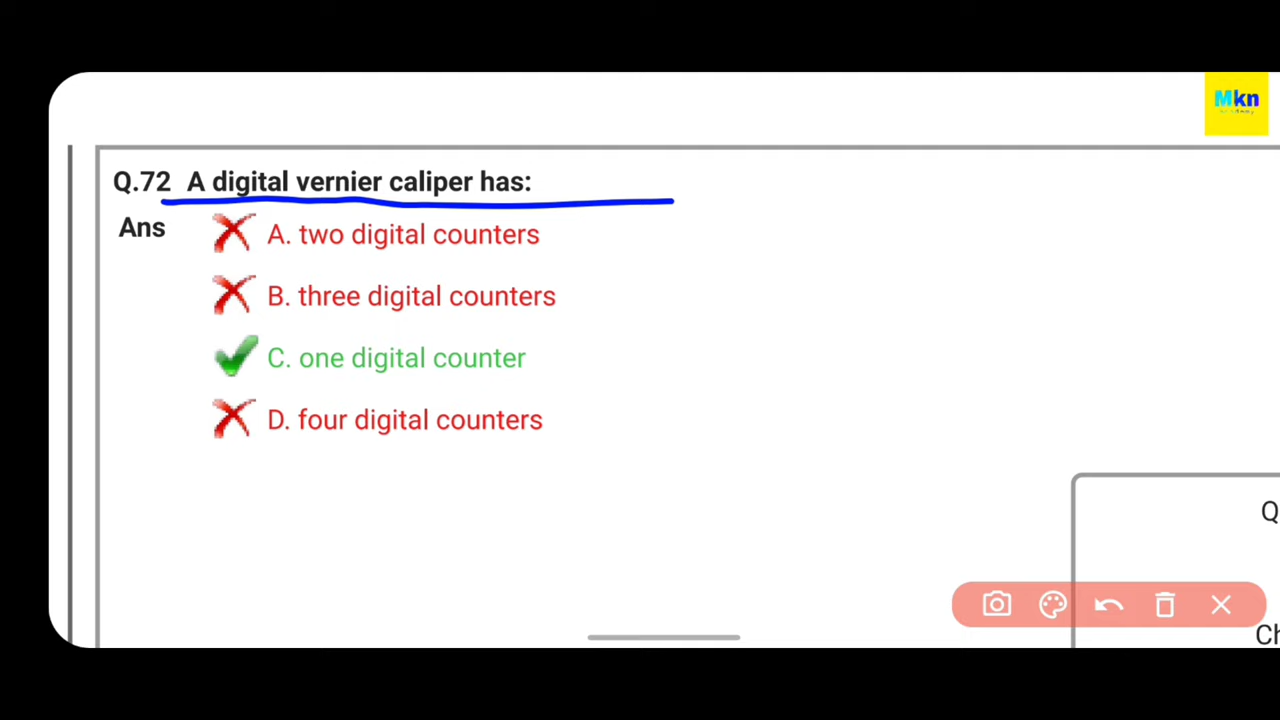 Mkn
Q.72 A digital vernier caliper has:
Ans
A. two digital counters
B. three digital counters
C. one digital counter
D. four digital counters
Q
Ch